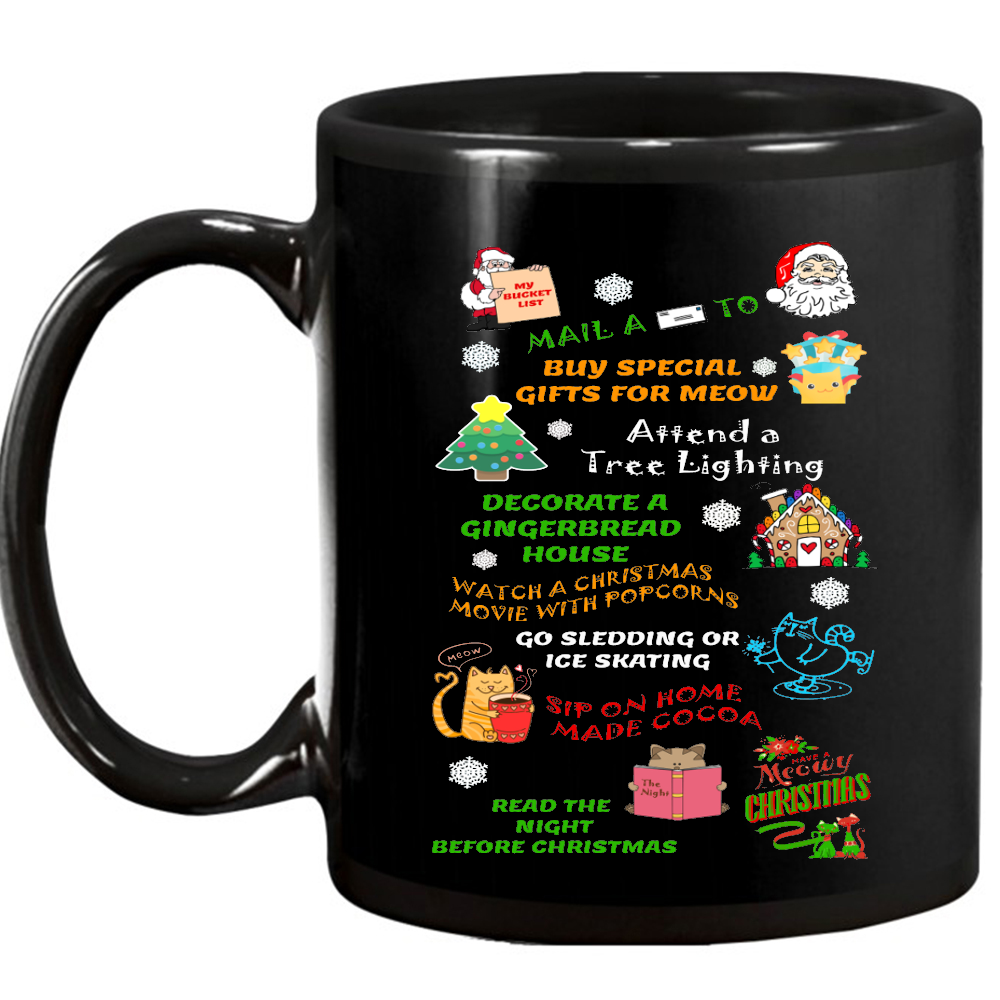 MY
BUCKET
LIST
MAIL A TO
BUY SPECIAL
GIFTS FOR MEOW
Attend a
Tree Lighting
DECORATE A
GINGERBREAD
HOUSE
WATCH A CHRISTMAS
MOVIE WITH POPCORNS
GO SLEDDING OR
ICE SKATING
MEOW
SIP ON HOME
MADE COCOA
The
Night
HAVE A
Meowy
CHRISTMAS
READ THE
NIGHT
BEFORE CHRISTMAS